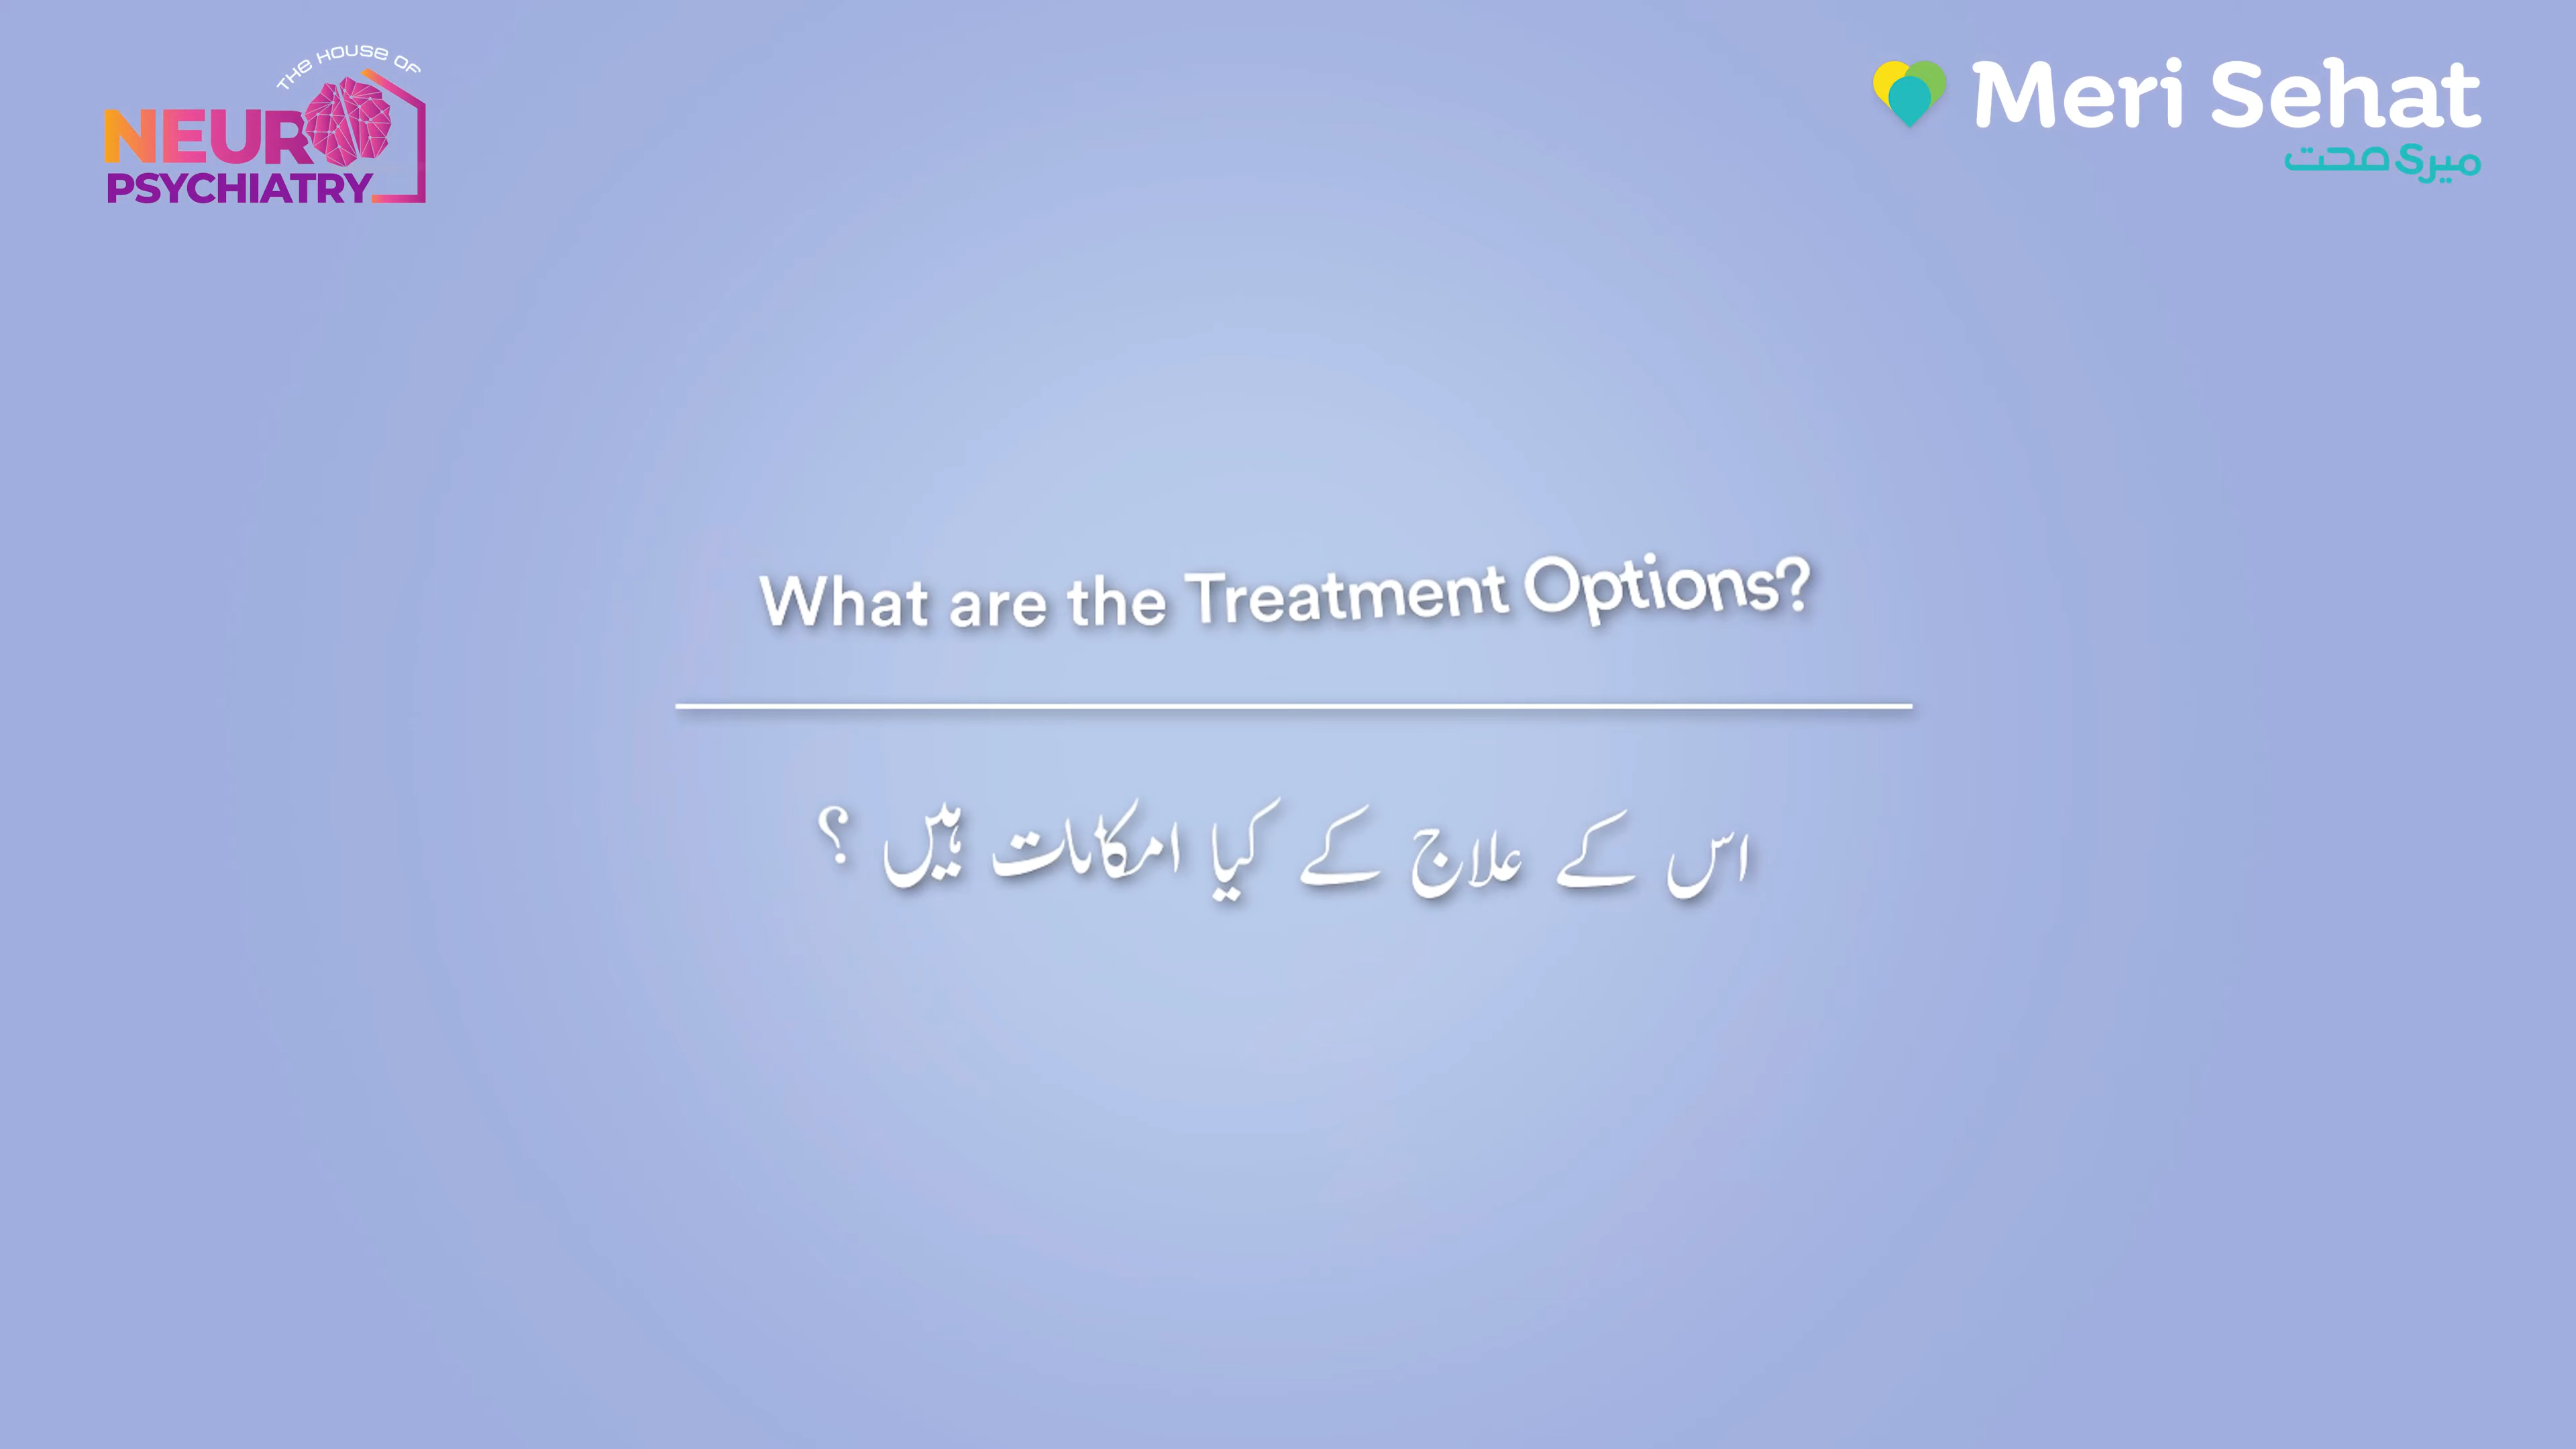 THE HOUSE OF
NEURO
PSYCHIATRY
Meri Sehat
میری صحت
What are the Treatment Options?
اس کے علاج کے کیا امکانات ہیں ؟